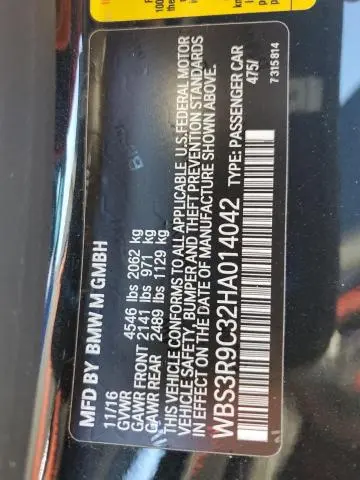 MFD BY BMW M GMBH
11/16
GVWR 4546 lbs 2062 kg
GAWR FRONT 2141 lbs 971 kg
GAWR REAR 2489 lbs 1129 kg
THIS VEHICLE CONFORMS TO ALL APPLICABLE U.S.FEDERAL MOTOR
VEHICLE SAFETY, BUMPER AND THEFT PREVENTION STANDARDS
IN EFFECT ON THE DATE OF MANUFACTURE SHOWN ABOVE.
WBS3R9C32HA014042 TYPE: PASSENGER CAR
475/
7315814